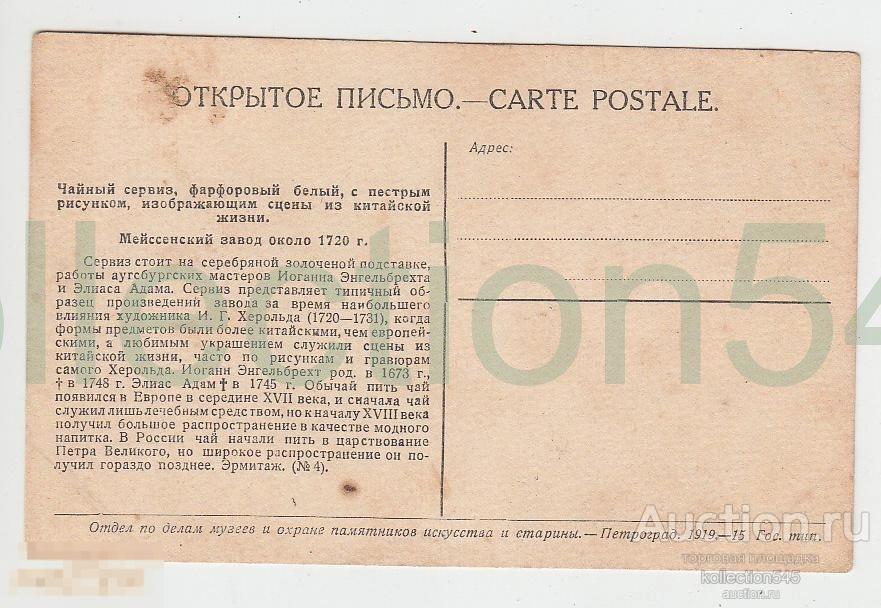 ОТКРЫТОЕ ПИСЬМО.—CARTE POSTALE.
Чайный сервиз, фарфоровый белый, с пестрым
рисунком, изображающим сцены из китайской
жизни.
Мейссенский завод около 1720 г.
Сервиз стоит на серебряной золоченой подставке,
работы аугсбургских мастеров Иоганна Энгельбрехта
и Элиаса Адама. Сервиз представляет типичный об-
разец произведений завода за время наибольшего
влияния художника И. Г. Херольда (1720—1731), когда
формы предметов были более китайскими, чем европей-
скими, а любимым украшением служили сцены из
китайской жизни, часто по рисункам и гравюрам
самого Херольда. Иоганн Энгельбрехт род. в 1673 г.,
† в 1748 г. Элиас Адам † в 1745 г. Обычай пить чай
появился в Европе в середине XVII века, и сначала чай
служил лишь лечебным средством, но к началу XVIII века
получил большое распространение в качестве модного
напитка. В России чай начали пить в царствование
Петра Великого, но широкое распространение он по-
лучил гораздо позднее. Эрмитаж. (№ 4).
Адрес:
Отдел по делам музеев и охране памятников искусства и старины.—Петроград. 1919.—15 Гос. тип.
kollection545
Auction.ru
торговая площадка
kollection545
auction.ru